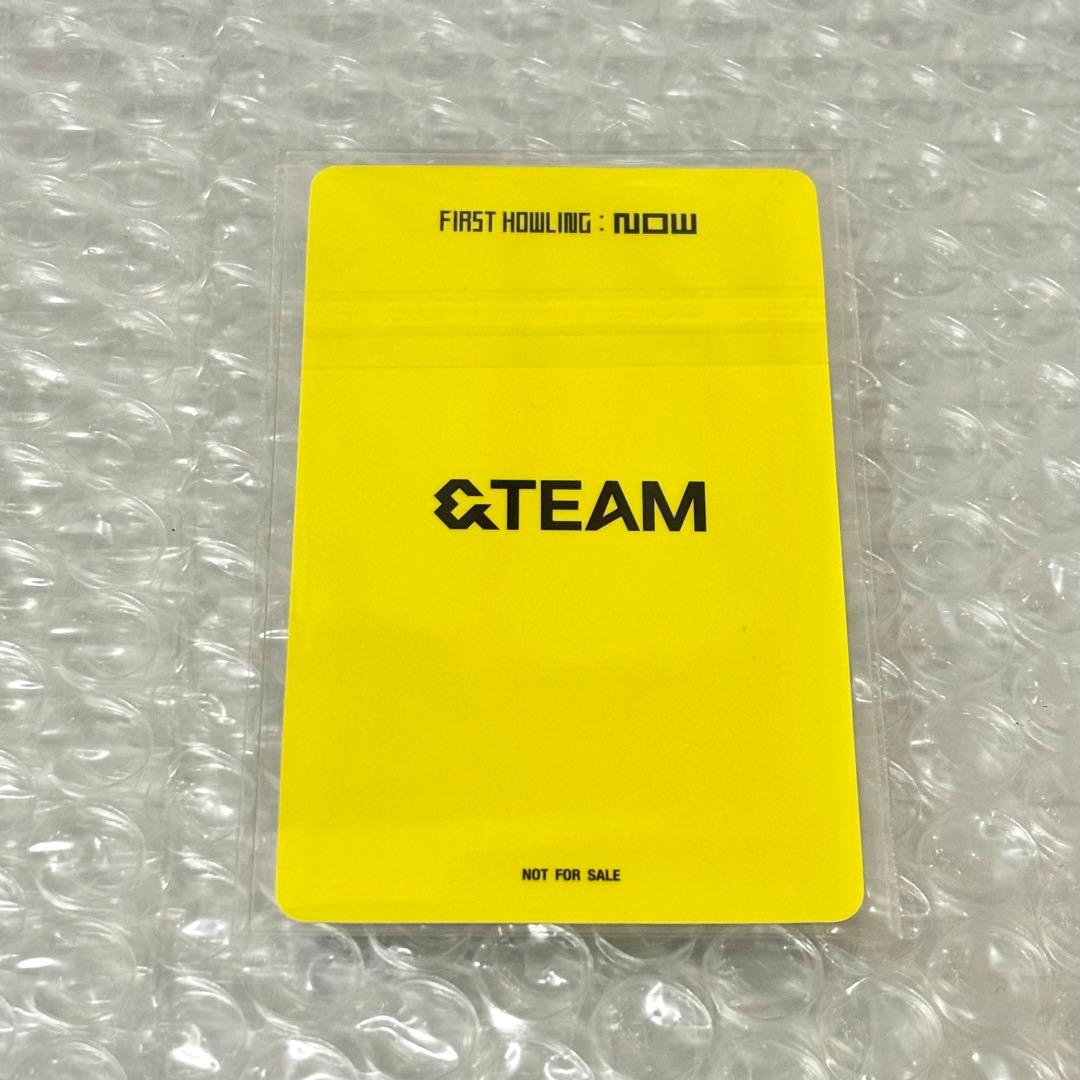 FIRST HOWLING : NOW
&TEAM
NOT FOR SALE